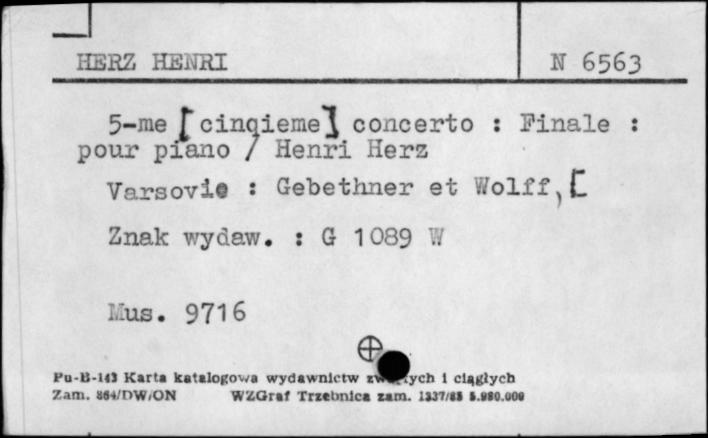 HERZ HENRI N 6563
5-me [cinqieme] concerto : Finale :
pour piano / Henri Herz
Varsovie : Gebethner et Wolff, [
Znak wydaw. : G 1089 W
Mus. 9716
Pu-B-143 Karta katalogowa wydawnictw i ciągłych
Zam. 864/DW/ON WZGraf Trzebnica zam. 1337/88 5.980.000